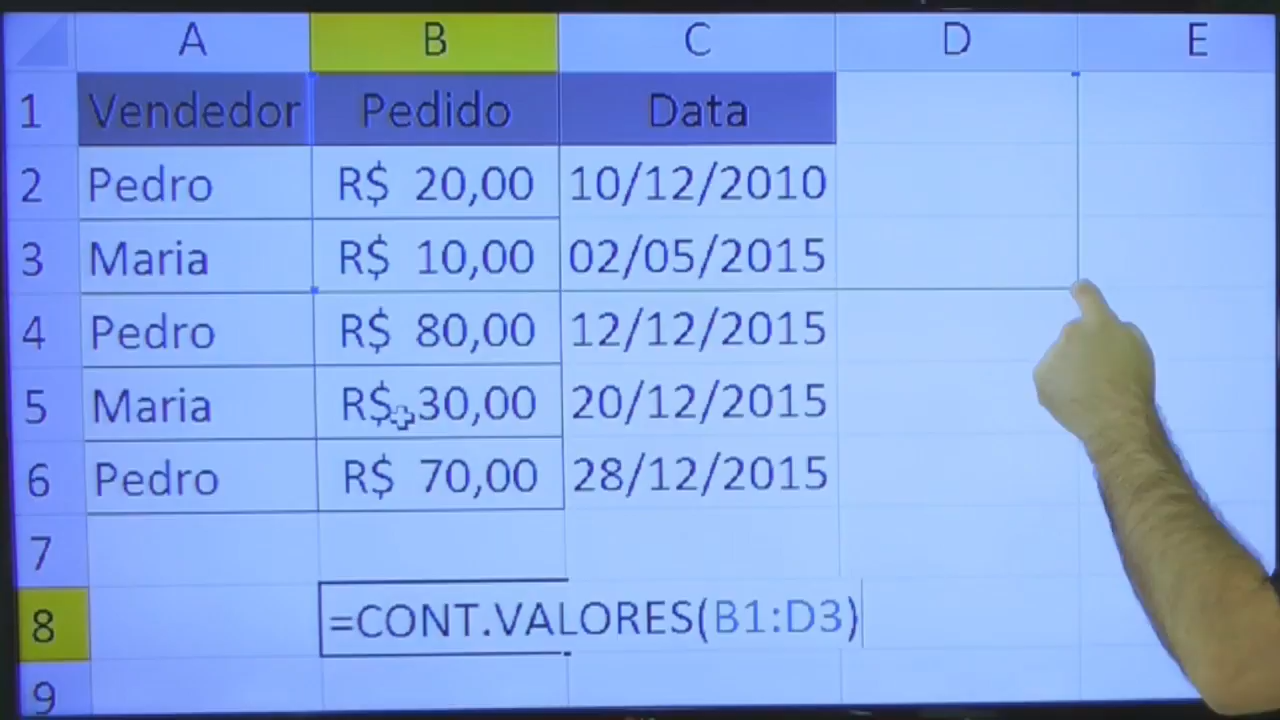 A B C D E
1 Vendedor Pedido Data
2 Pedro R$ 20,00 10/12/2010
3 Maria R$ 10,00 02/05/2015
4 Pedro R$ 80,00 12/12/2015
5 Maria R$ 30,00 20/12/2015
6 Pedro R$ 70,00 28/12/2015
7
8 =CONT.VALORES(B1:D3)
9